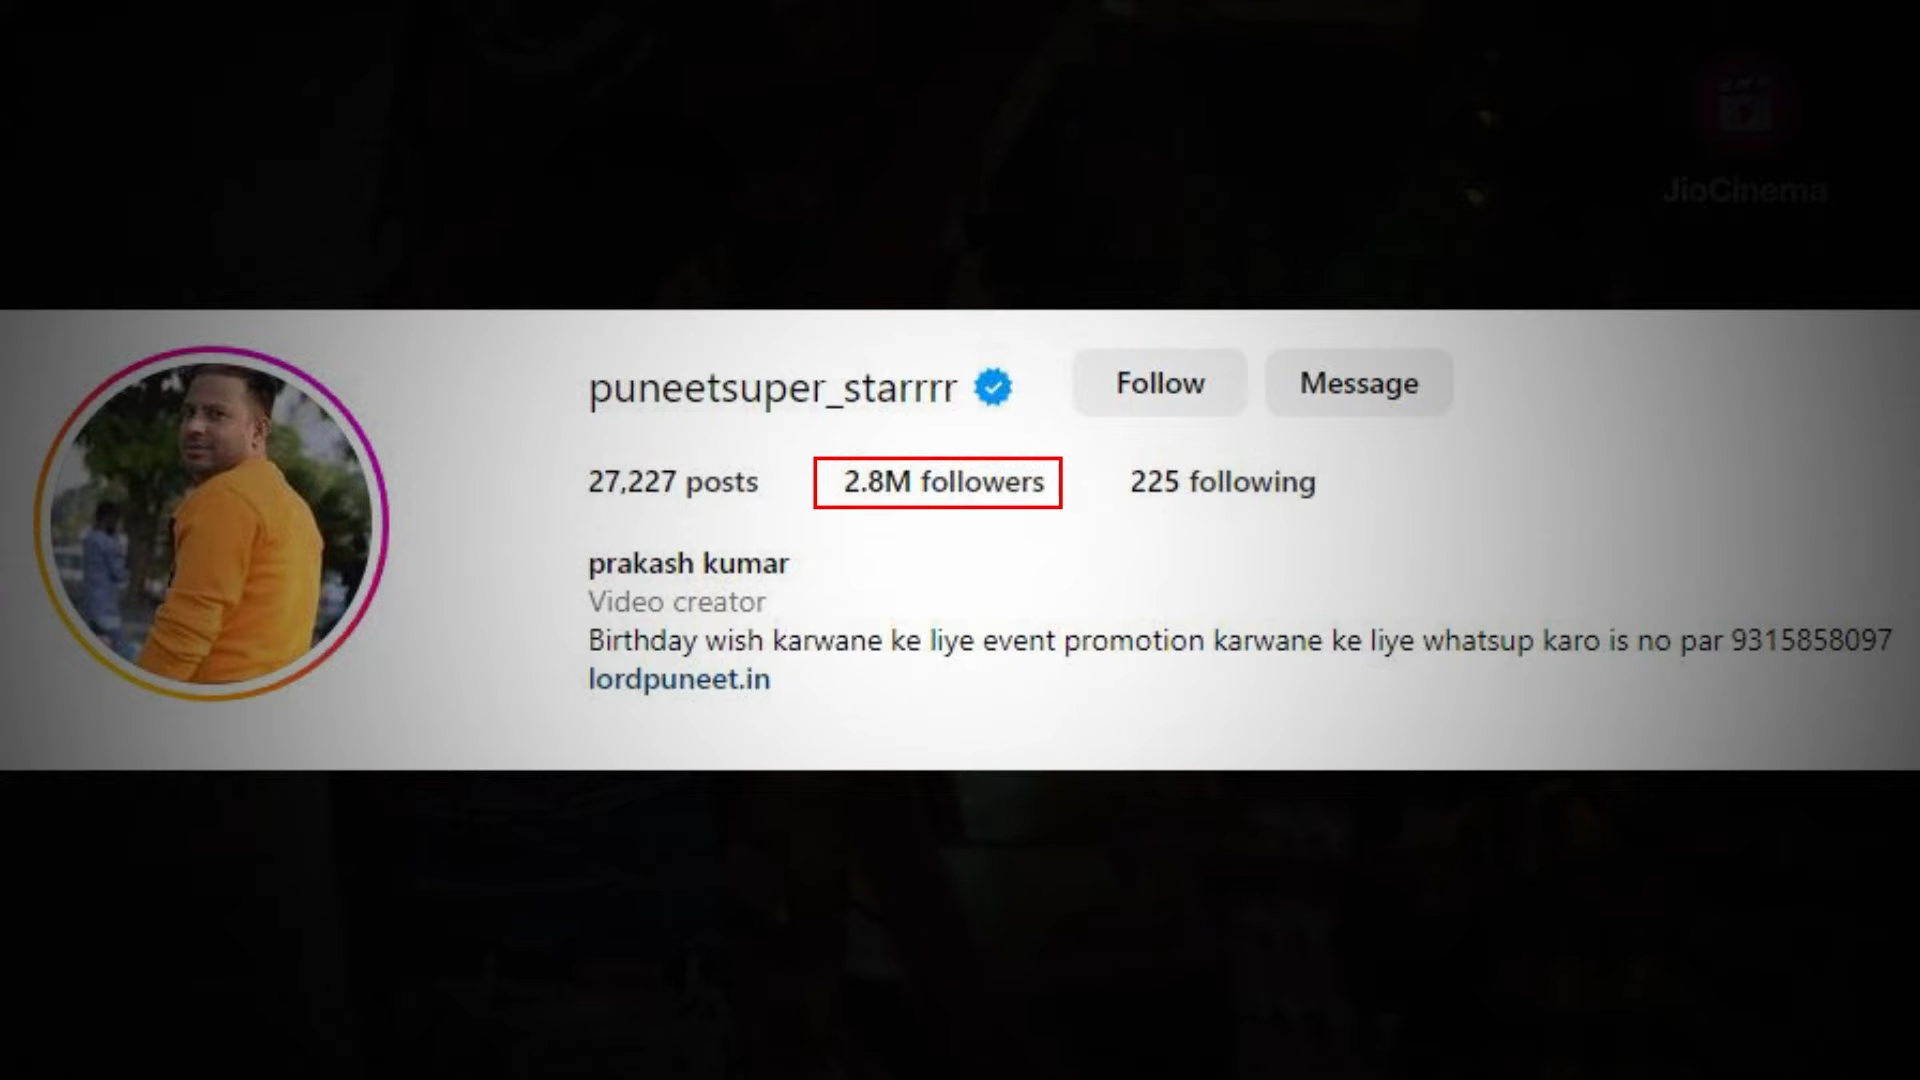 JioCinema
puneetsuper_starrrr Follow Message
27,227 posts 2.8M followers 225 following
prakash kumar
Video creator
Birthday wish karwane ke liye event promotion karwane ke liye whatsup karo is no par 9315858097
lordpuneet.in